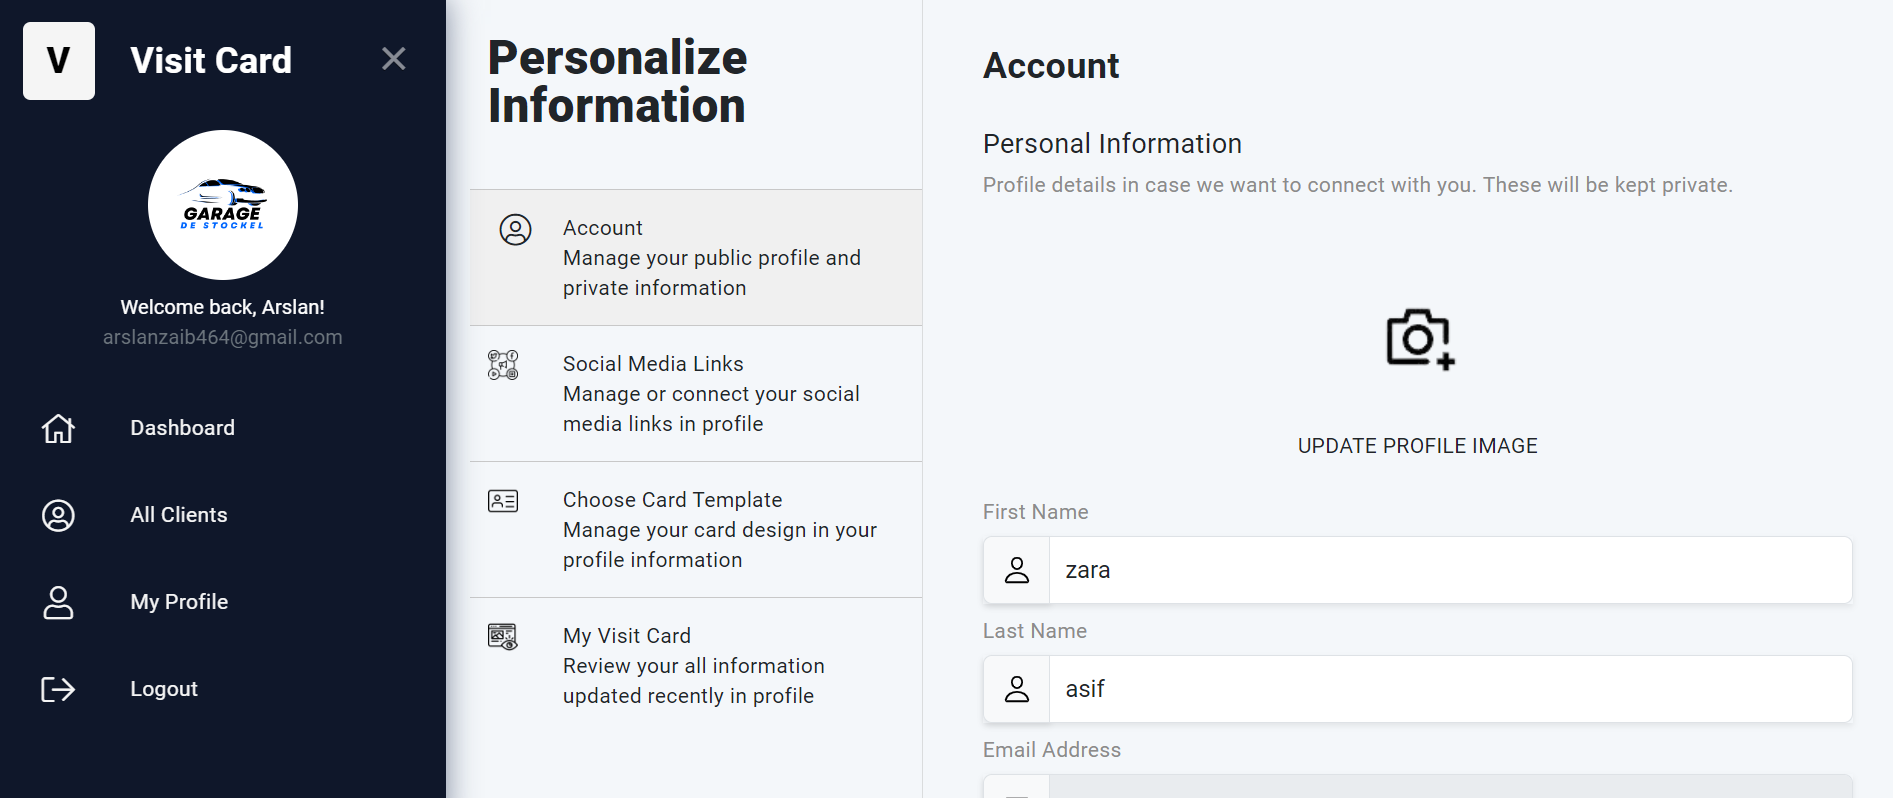 V
Visit Card
GARAGE
DE STOCKEL
Welcome back, Arslan!
arslanzaib464@gmail.com
Dashboard
All Clients
My Profile
Logout
Personalize
Information
Account
Manage your public profile and
private information
Social Media Links
Manage or connect your social
media links in profile
Choose Card Template
Manage your card design in your
profile information
My Visit Card
Review your all information
updated recently in profile
Account
Personal Information
Profile details in case we want to connect with you. These will be kept private.
UPDATE PROFILE IMAGE
First Name
zara
Last Name
asif
Email Address